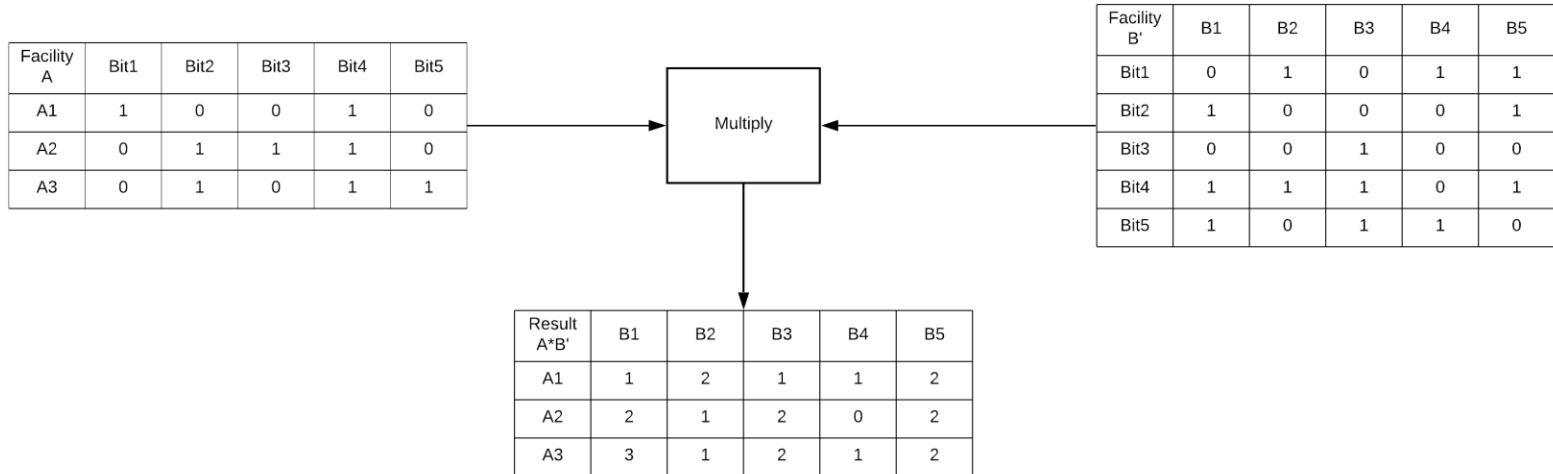 Facility A Bit1 Bit2 Bit3 Bit4 Bit5
A1 1 0 0 1 0
A2 0 1 1 1 0
A3 0 1 0 1 1
Multiply
Facility B' B1 B2 B3 B4 B5
Bit1 0 1 0 1 1
Bit2 1 0 0 0 1
Bit3 0 0 1 0 0
Bit4 1 1 1 0 1
Bit5 1 0 1 1 0
Result A*B' B1 B2 B3 B4 B5
A1 1 2 1 1 2
A2 2 1 2 0 2
A3 3 1 2 1 2